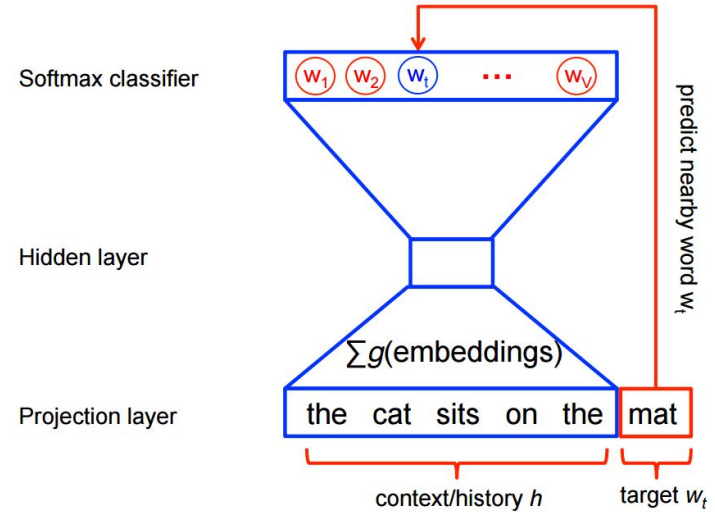 Softmax classifier
w1 w2 wt ... wV
predict nearby word wt
Hidden layer
∑g(embeddings)
Projection layer
the cat sits on the mat
context/history h
target wt